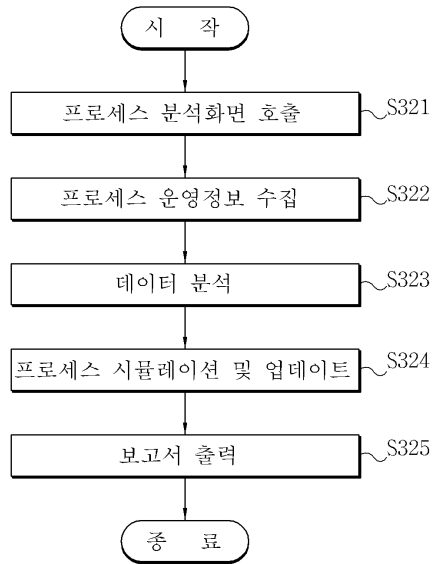 시 작
프로세스 분석화면 호출 S321
프로세스 운영정보 수집 S322
데이터 분석 S323
프로세스 시뮬레이션 및 업데이트 S324
보고서 출력 S325
종 료